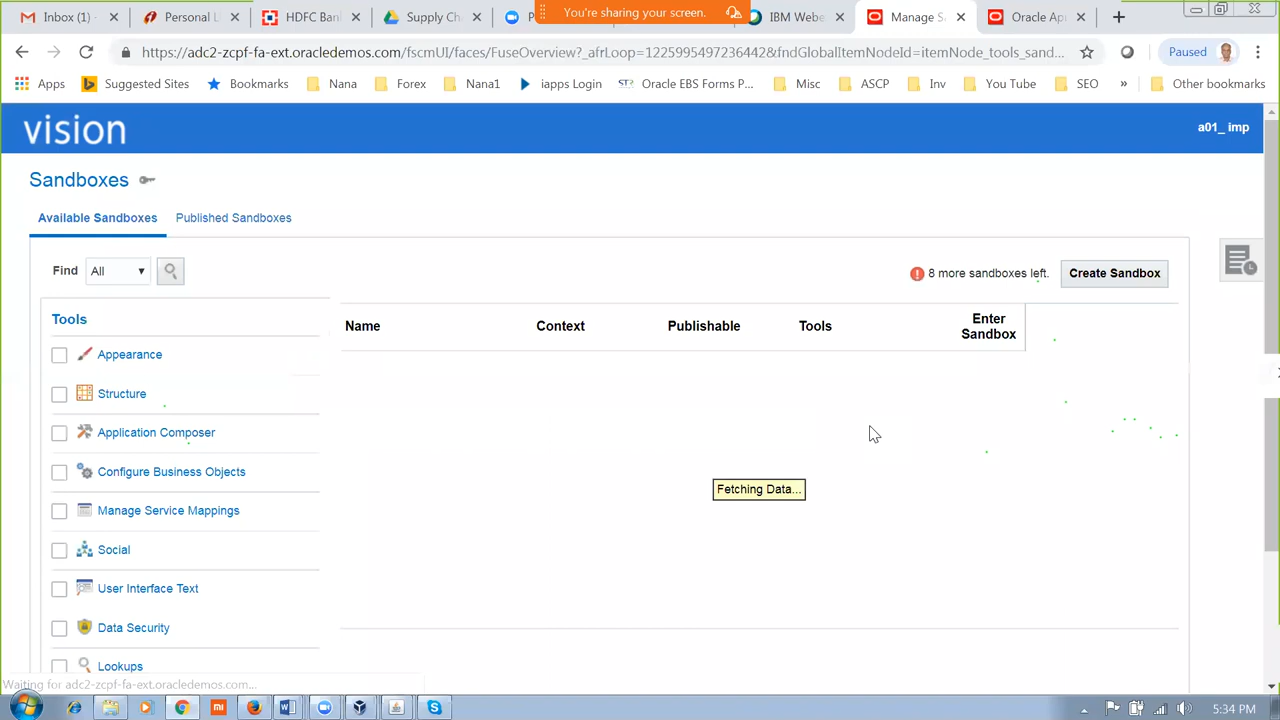 Inbox (1)
Personal L
HDFC Ban
Supply Ch
You're sharing your screen.
IBM Webe
Manage S
Oracle Ap
https://adc2-zcpf-fa-ext.oracledemos.com/fscmUI/faces/FuseOverview?_afrLoop=1225995497236442&fndGlobalItemNodeId=itemNode_tools_sand...
Paused
Apps
Suggested Sites
Bookmarks
Nana
Forex
Nana1
iapps Login
Oracle EBS Forms P...
Misc
ASCP
Inv
You Tube
SEO
»
Other bookmarks
vision
a01_ imp
Sandboxes
Available Sandboxes
Published Sandboxes
Find
All
8 more sandboxes left.
Create Sandbox
Tools
Name
Context
Publishable
Tools
Enter
Sandbox
Appearance
Structure
Application Composer
Configure Business Objects
Fetching Data...
Manage Service Mappings
Social
User Interface Text
Data Security
Lookups
Waiting for adc2-zcpf-fa-ext.oracledemos.com...
5:34 PM